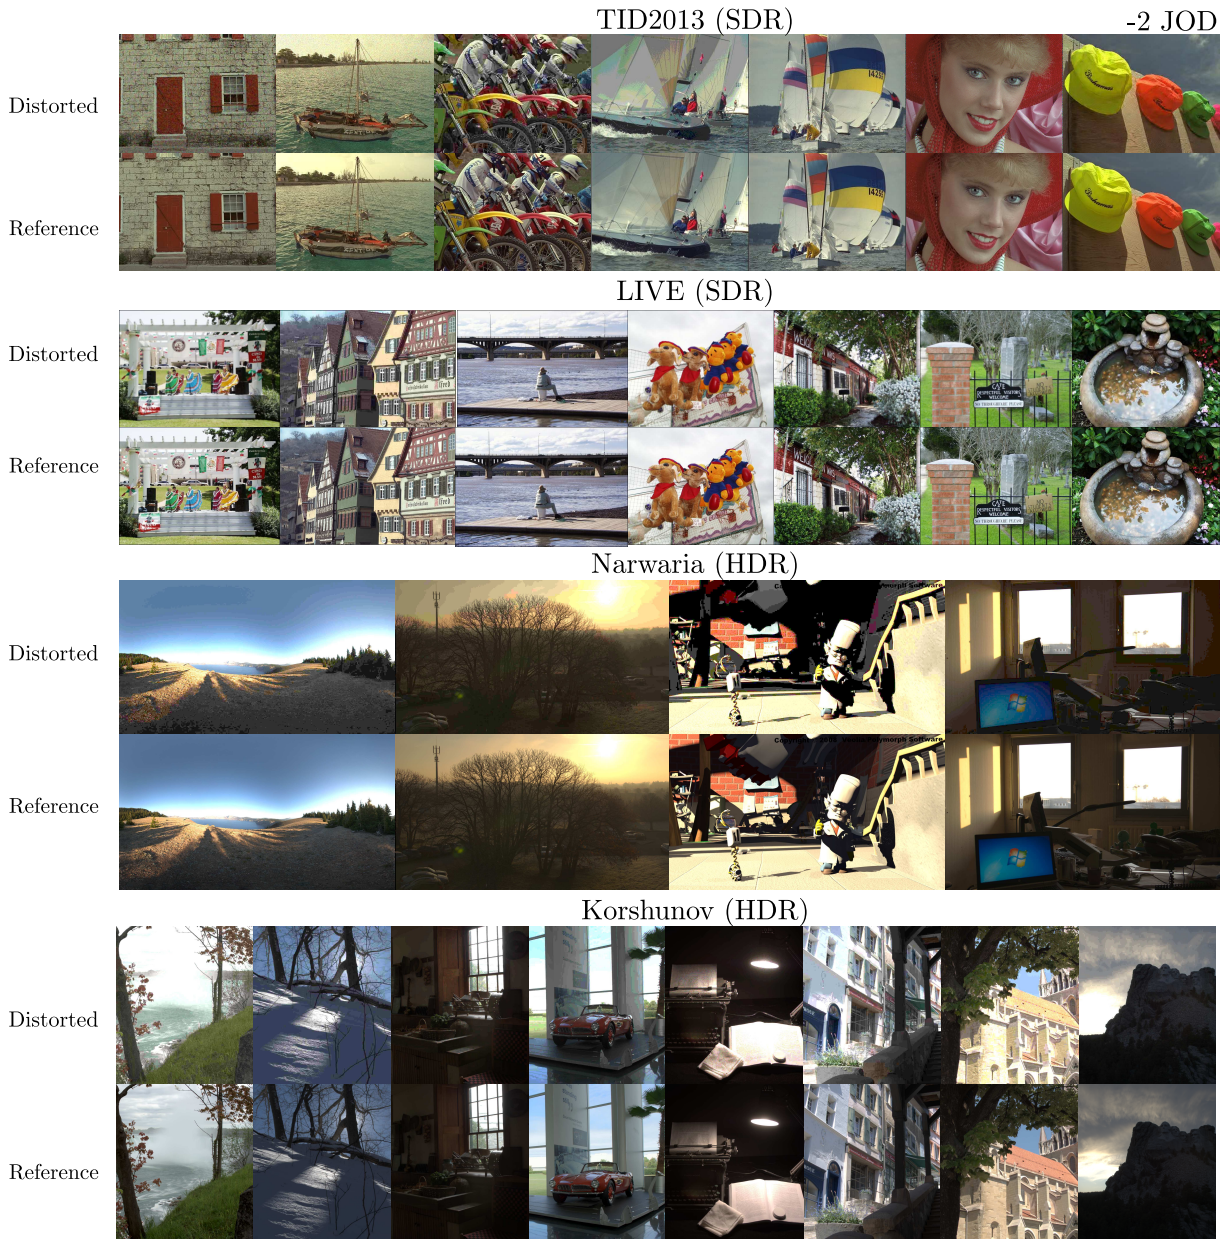 TID2013 (SDR)
-2 JOD
Distorted
Reference
LIVE (SDR)
Distorted
Reference
Narwaria (HDR)
Distorted
Reference
Korshunov (HDR)
Distorted
Reference